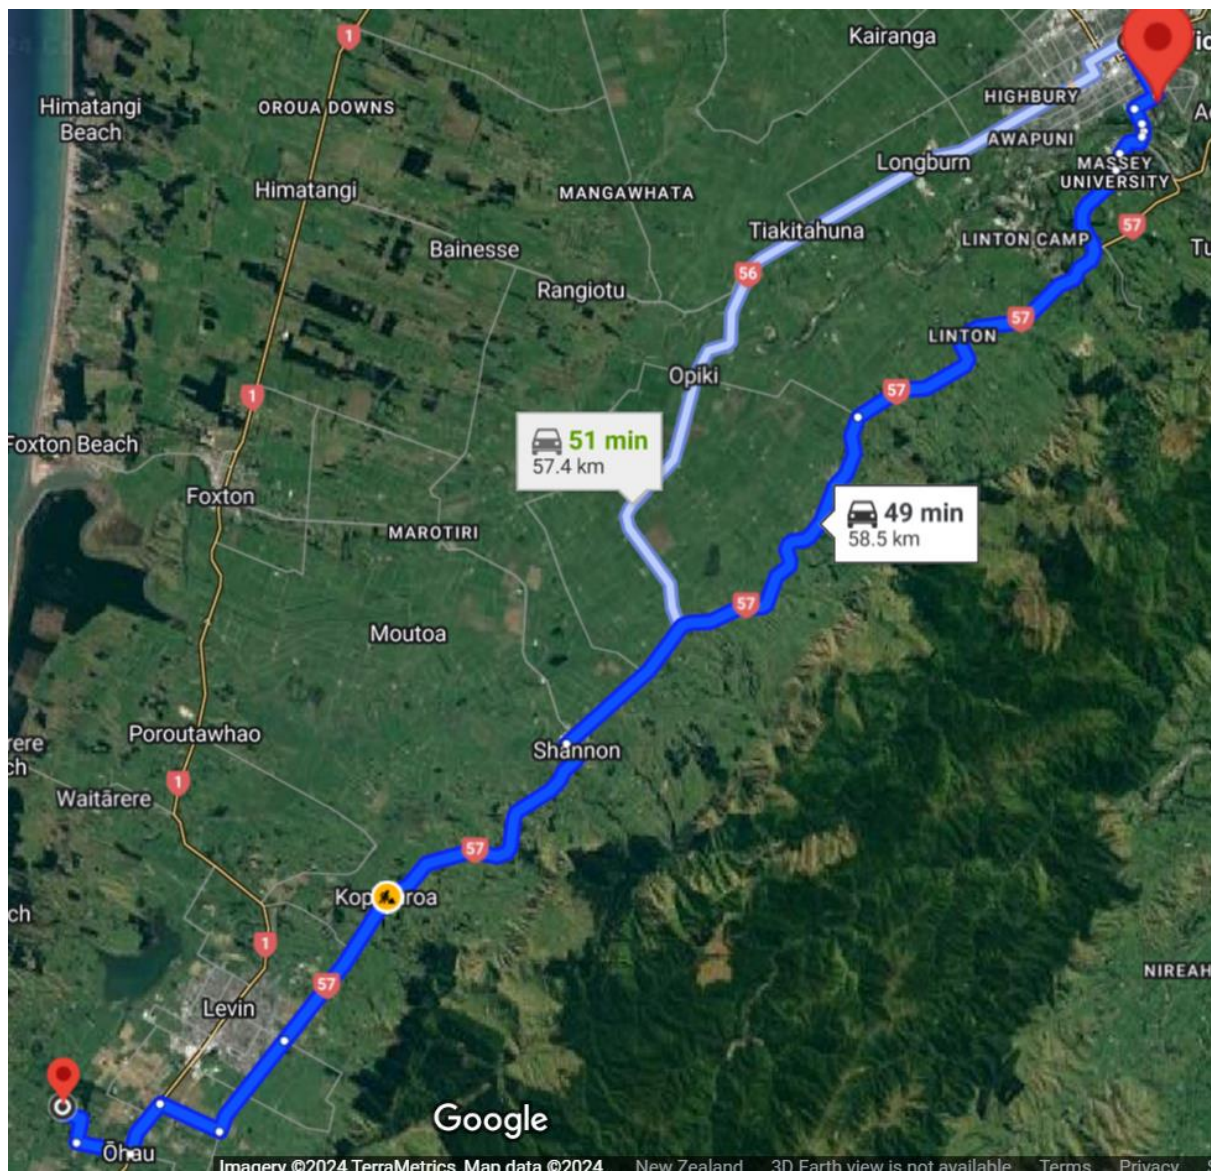 1
Kairanga
Himatangi
Beach
OROUA DOWNS
HIGHBURY
AWAPUNI
Longburn
MASSEY
UNIVERSITY
Himatangi
MANGAWHATA
Tiakitahuna
57
LINTON CAMP
Bainesse
56
Rangiotu
57
LINTON
Opiki
57
1
Foxton Beach
51 min
57.4 km
Foxton
49 min
58.5 km
MAROTIRI
57
Moutoa
Poroutawhao
Shannon
1
Waitārere
57
1
NIREAH
57
Levin
Google
Ōhau
Imagery ©2024 TerraMetrics, Map data ©2024 New Zealand 3D Earth view is not available Terms Privacy